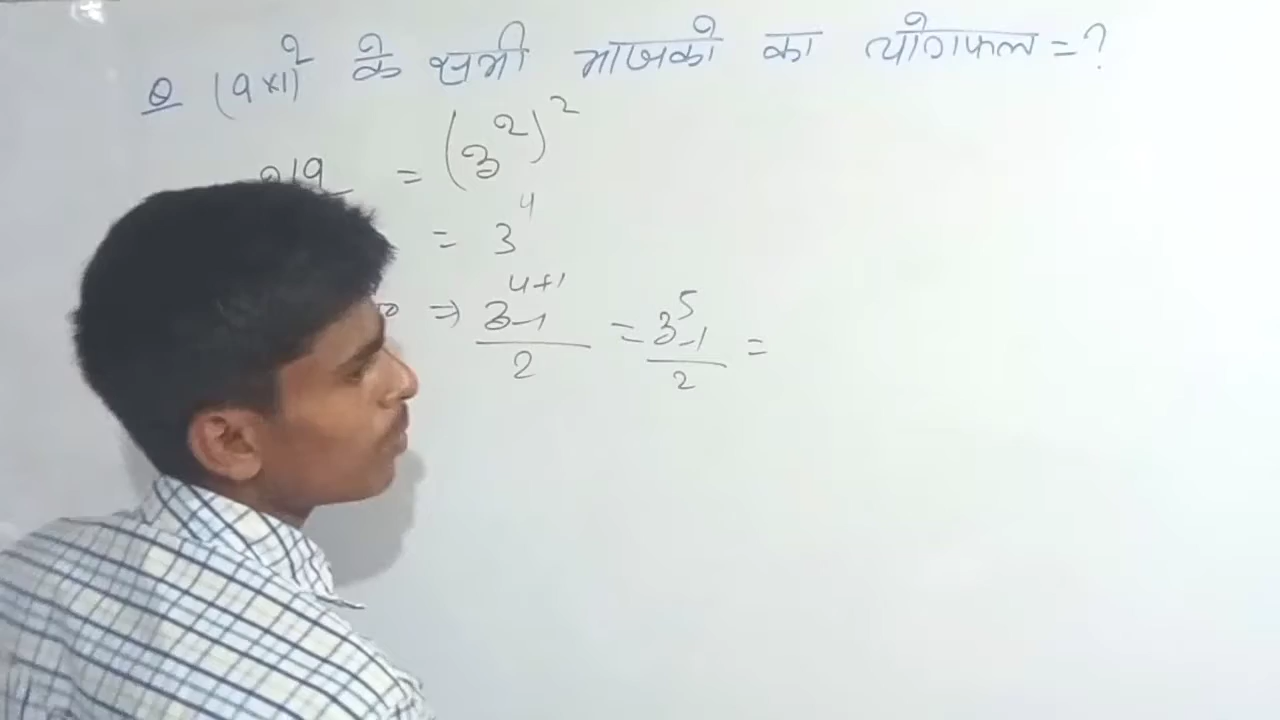 Q (9×1)² के सभी भाजको का योगफल = ?
= (3²)²
= 3⁴
⇒ 3⁴⁺¹-1 / 2 = 3⁵-1 / 2 =